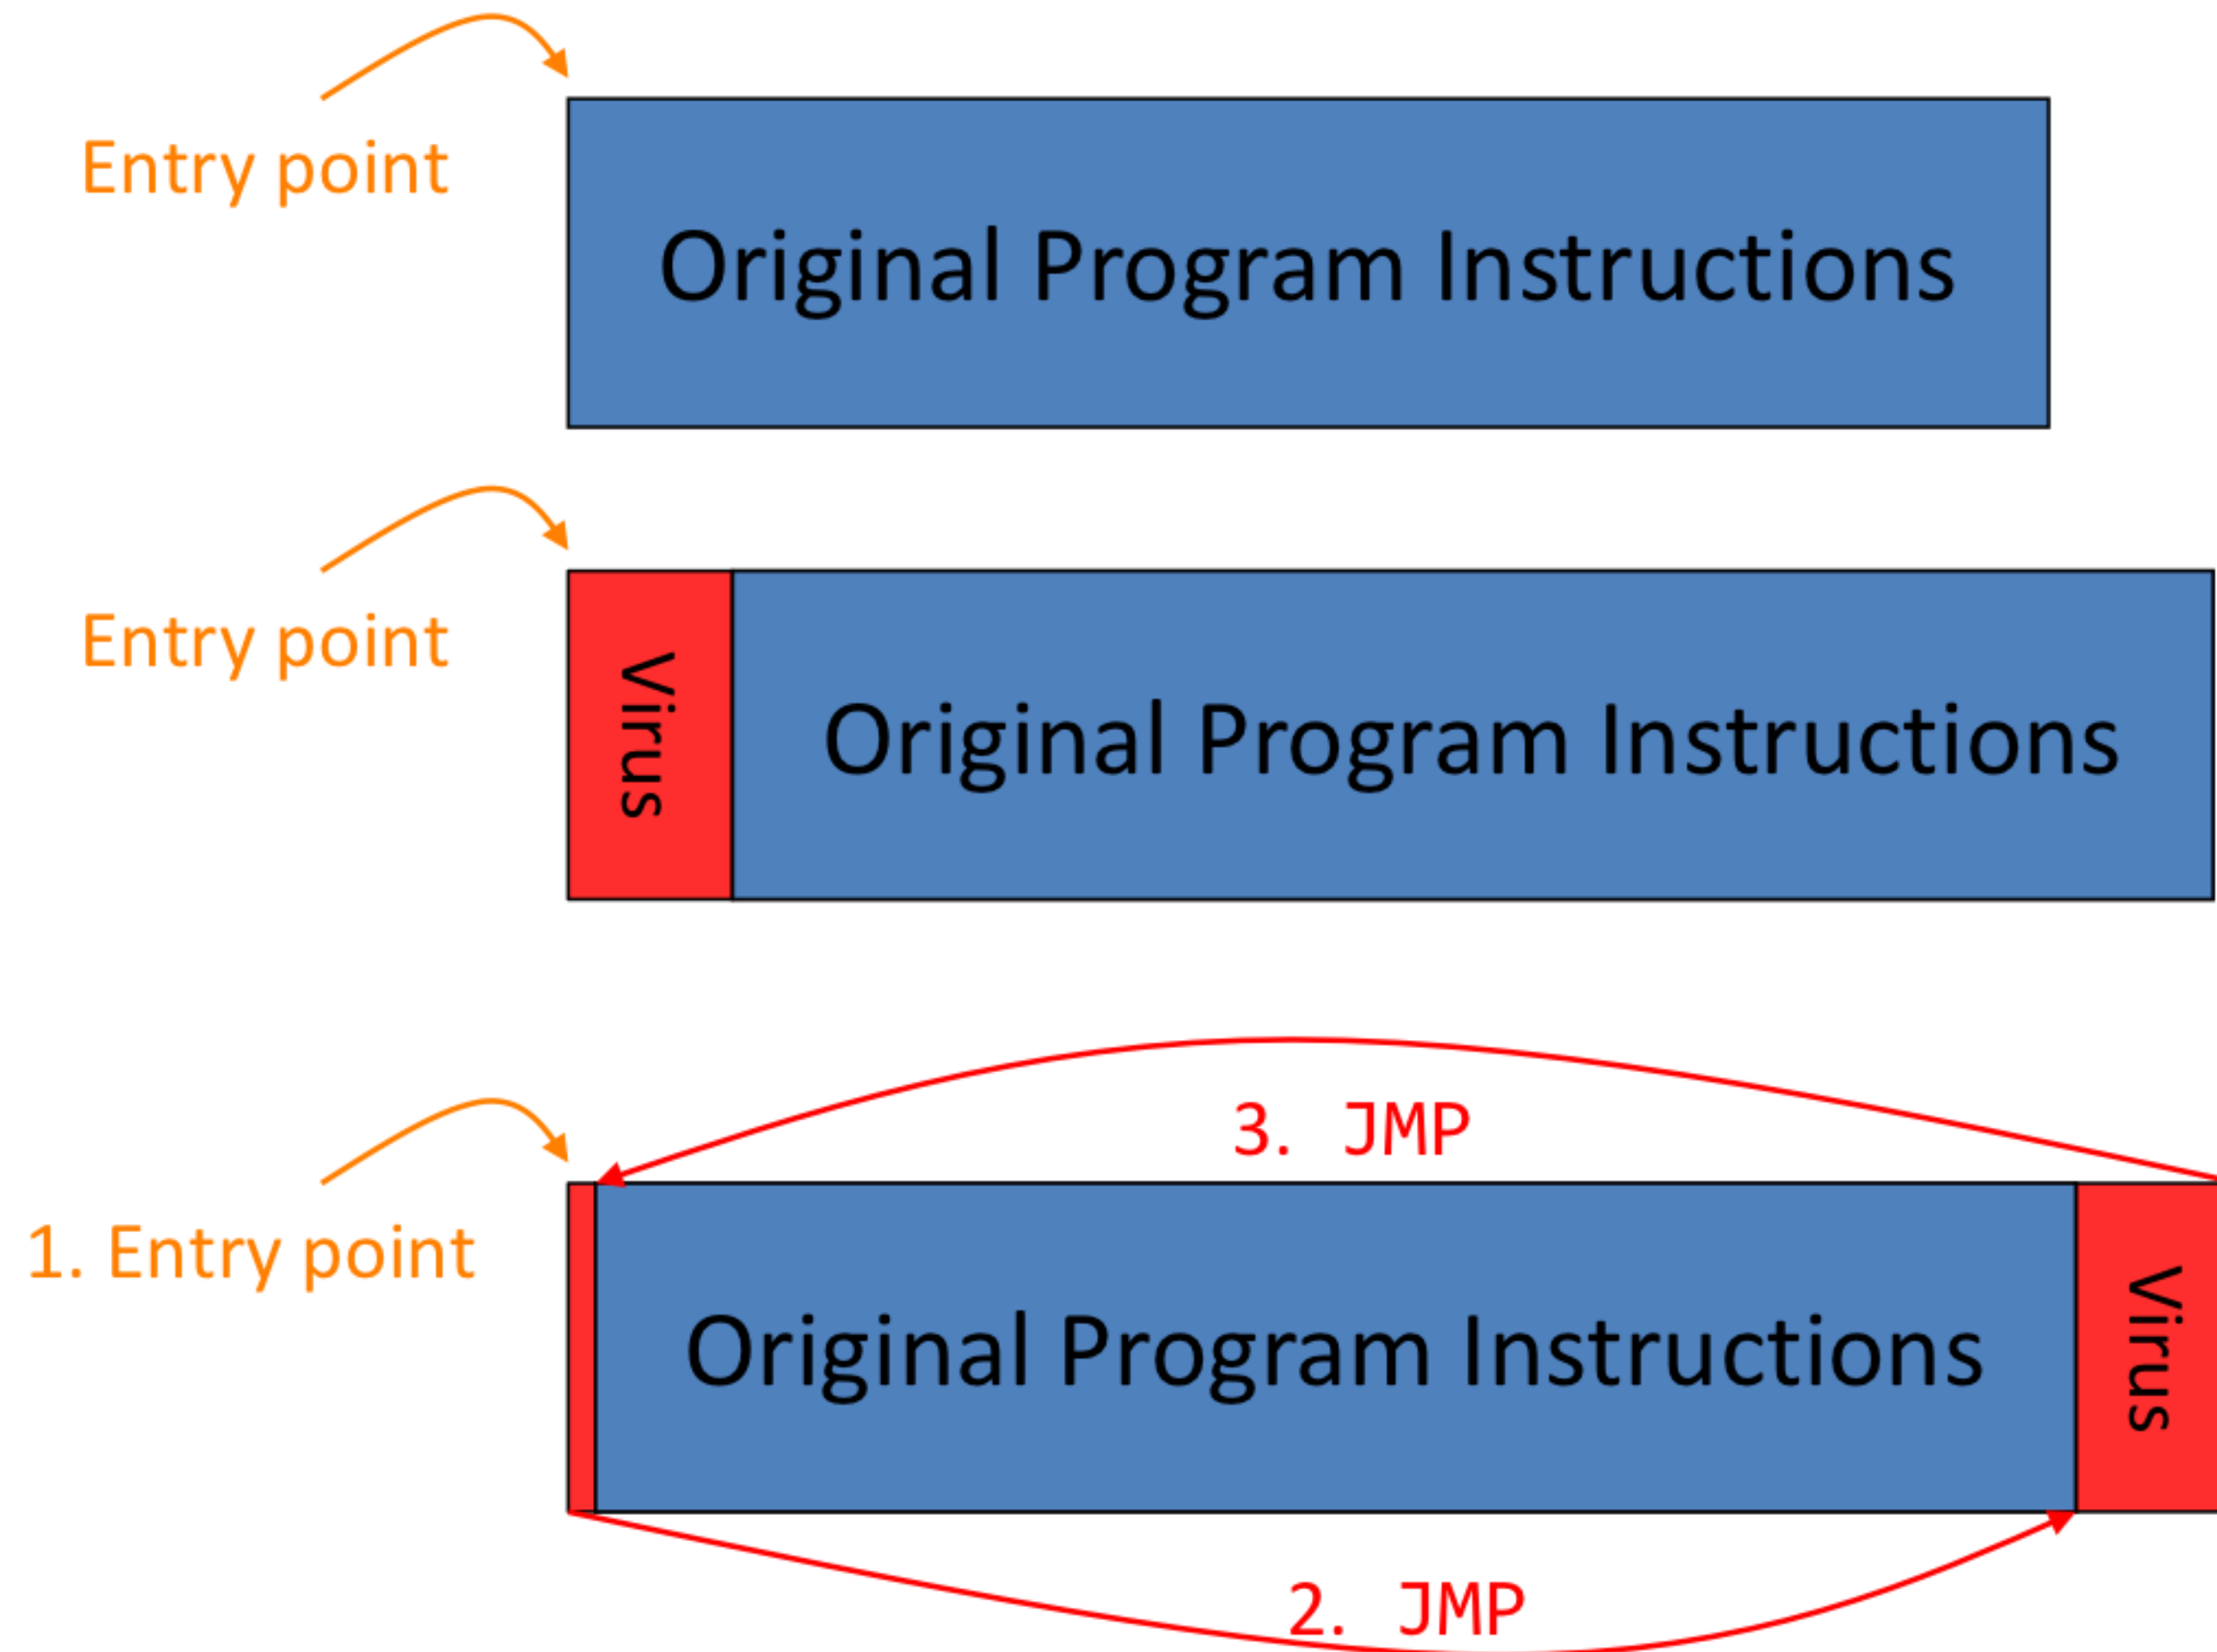 Entry point
Original Program Instructions
Entry point
Virus
Original Program Instructions
3. JMP
1. Entry point
Original Program Instructions
Virus
2. JMP